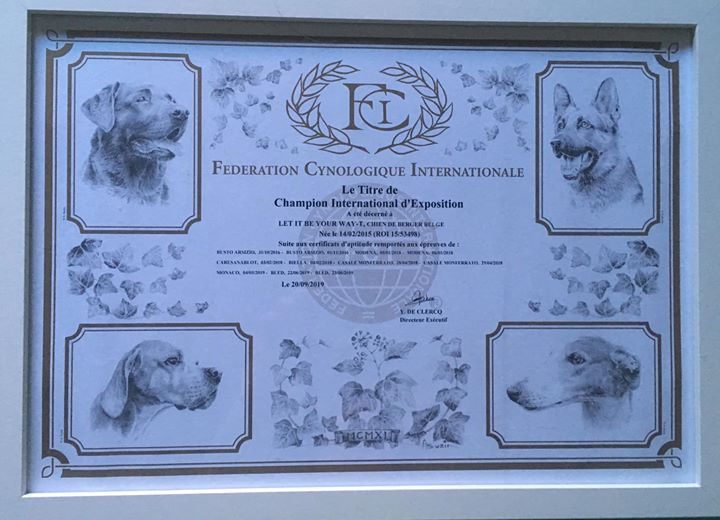 FCI
FEDERATION CYNOLOGIQUE INTERNATIONALE
Le Titre de
Champion International d'Exposition
A été décerné à
LET IT BE YOUR WAY-T, CHIEN DE BERGER BELGE
Née le 14/02/2015 (ROI 15/53498)
Suite aux certificats d'aptitude remportés aux épreuves de :
BUSTO ARSIZIO, 31/10/2016 - BUSTO ARSIZIO, 01/11/2016 - MODENA, 05/01/2018 - MODENA, 06/01/2018
CARESANABLOT, 03/02/2018 - BIELLA, 04/02/2018 - CASALE MONFERRATO, 28/04/2018 - CASALE MONFERRATO, 29/04/2018
MONACO, 04/05/2019 - BLED, 22/06/2019 - BLED, 23/06/2019
Le 20/09/2019
Y. DE CLERCQ
Directeur Exécutif
MCMXI